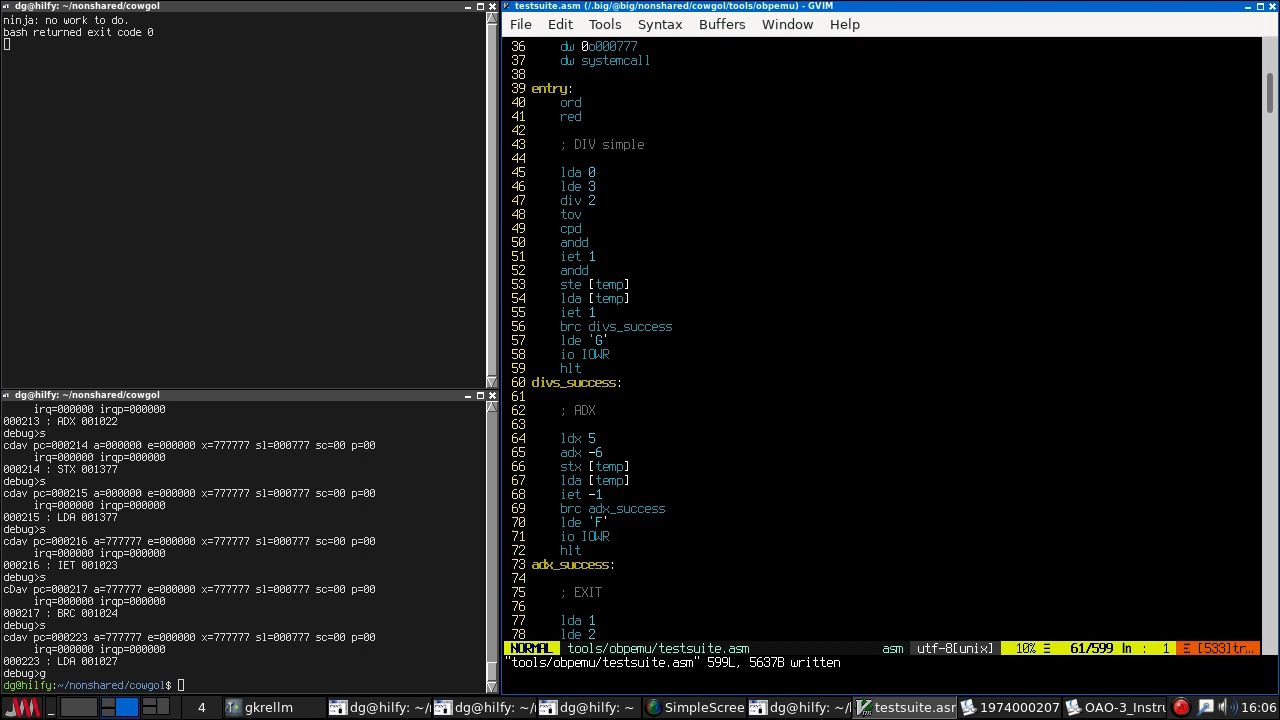 dg@hilfy: ~/nonshared/cowgol
ninja: no work to do.
bash returned exit code 0
dg@hilfy: ~/nonshared/cowgol
irq=000000 irqp=000000
000213 : ADX 001022
debug>s
cdav pc=000214 a=000000 e=000000 x=777777 sl=000777 sc=00 p=00
irq=000000 irqp=000000
000214 : STX 001377
debug>s
cdav pc=000215 a=000000 e=000000 x=777777 sl=000777 sc=00 p=00
irq=000000 irqp=000000
000215 : LDA 001377
debug>s
cdav pc=000216 a=777777 e=000000 x=777777 sl=000777 sc=00 p=00
irq=000000 irqp=000000
000216 : IET 001023
debug>s
cDav pc=000217 a=777777 e=000000 x=777777 sl=000777 sc=00 p=00
irq=000000 irqp=000000
000217 : BRC 001024
debug>s
cdav pc=000223 a=777777 e=000000 x=777777 sl=000777 sc=00 p=00
irq=000000 irqp=000000
000223 : LDA 001027
debug>g
dg@hilfy:~/nonshared/cowgol$
testsuite.asm (/.big/@big/nonshared/cowgol/tools/obpemu) - GVIM
File Edit Tools Syntax Buffers Window Help
36 dw 0o000777
37 dw systemcall
38
39 entry:
40 ord
41 red
42
43 ; DIV simple
44
45 lda 0
46 lde 3
47 div 2
48 tov
49 cpd
50 andd
51 iet 1
52 andd
53 ste [temp]
54 lda [temp]
55 iet 1
56 brc divs_success
57 lde 'G'
58 io IOWR
59 hlt
60 divs_success:
61
62 ; ADX
63
64 ldx 5
65 adx -6
66 stx [temp]
67 lda [temp]
68 iet -1
69 brc adx_success
70 lde 'F'
71 io IOWR
72 hlt
73 adx_success:
74
75 ; EXIT
76
77 lda 1
78 lde 2
NORMAL tools/obpemu/testsuite.asm asm utf-8[unix] 10% ☰ 61/599 ln : 1 Ξ [533]tr…
"tools/obpemu/testsuite.asm" 599L, 5637B written
4 gkrellm dg@hilfy: ~/ dg@hilfy: ~/ dg@hilfy: ~ SimpleScree dg@hilfy: ~/ testsuite.asm 1974000207 OAO-3_Instru 16:06